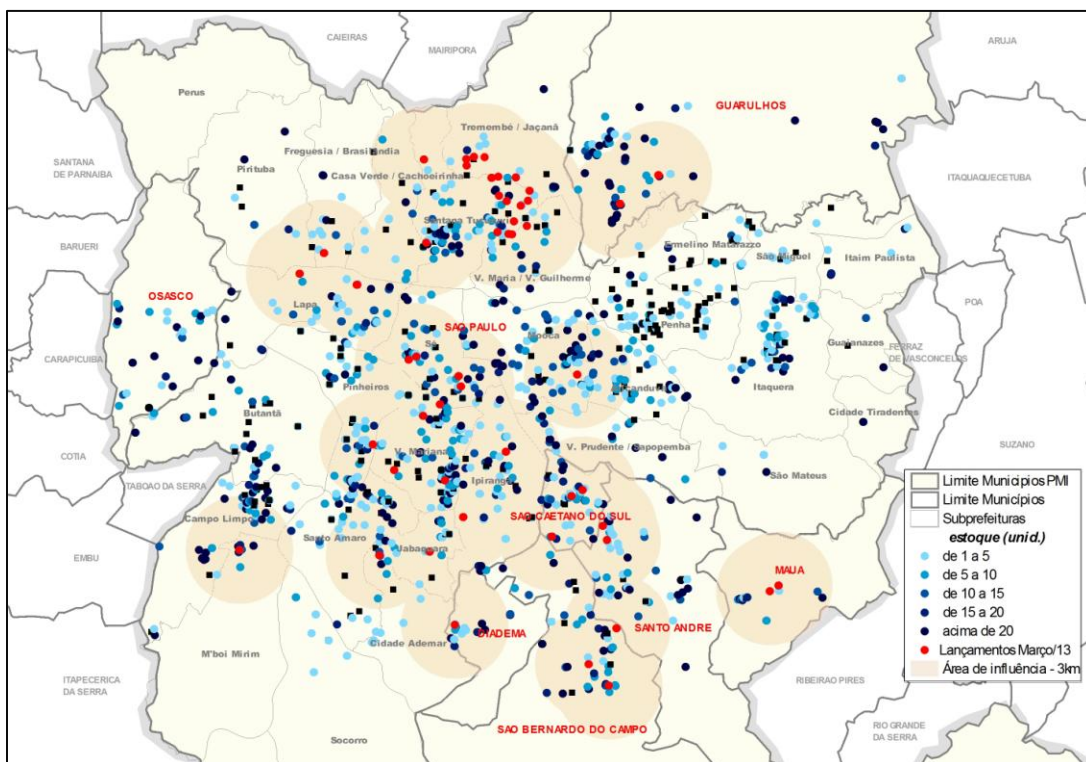 CAIEIRAS
MAIRIPORA
ARUJA
Perus
GUARULHOS
Tremembé / Jaçanã
Freguesia / Brasilândia
SANTANA
DE PARNAIBA
Pirituba
Casa Verde / Cachoeirinha
ITAQUAQUECETUBA
Santana Tucuruvi
BARUERI
Ermelino Matarazzo
São Miguel
Itaim Paulista
V. Maria / V. Guilherme
OSASCO
Lapa
POA
SAO PAULO
Penha
Sé
Mooca
Guaianazes
FERRAZ
DE VASCONCELOS
CARAPICUIBA
Pinheiros
Aricanduva
Itaquera
Butantã
Cidade Tiradentes
V. Prudente / Sapopemba
SUZANO
COTIA
V. Mariana
Ipiranga
São Mateus
TABOAO DA SERRA
Campo Limpo
SAO CAETANO DO SUL
Santo Amaro
Jabaquara
EMBU
MAUA
DIADEMA
SANTO ANDRE
Cidade Ademar
M'boi Mirim
ITAPECERICA
DA SERRA
RIBEIRAO PIRES
SAO BERNARDO DO CAMPO
Socorro
RIO GRANDE
DA SERRA
Limite Municipios PMI
Limite Municípios
Subprefeituras
estoque (unid.)
de 1 a 5
de 5 a 10
de 10 a 15
de 15 a 20
acima de 20
Lançamentos Março/13
Área de influência - 3km